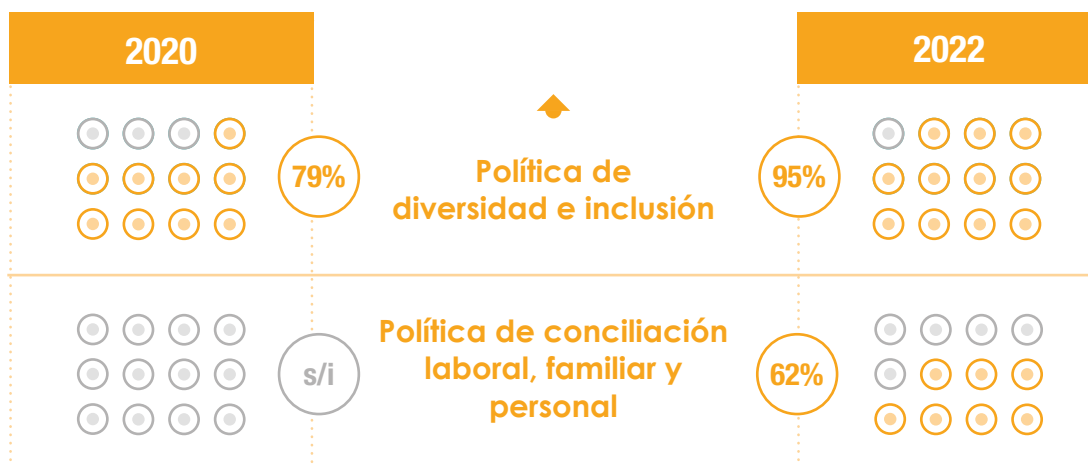 2020
2022
79%
Política de
diversidad e inclusión
95%
s/i
Política de conciliación
laboral, familiar y
personal
62%